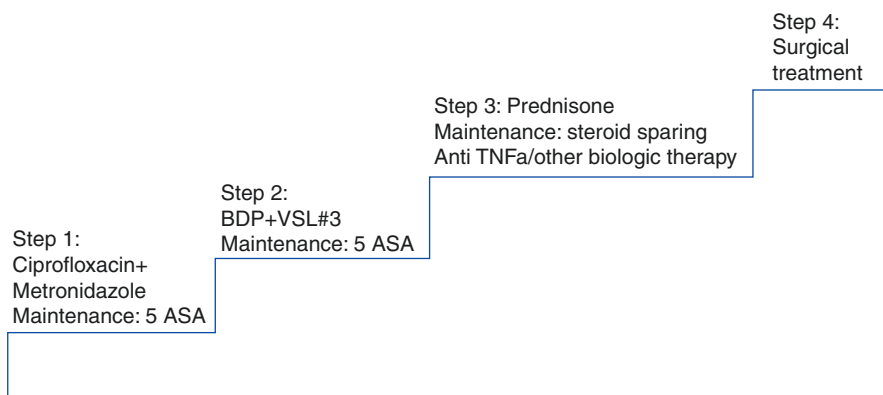 Step 1:
Ciprofloxacin+
Metronidazole
Maintenance: 5 ASA
Step 2:
BDP+VSL#3
Maintenance: 5 ASA
Step 3: Prednisone
Maintenance: steroid sparing
Anti TNFa/other biologic therapy
Step 4:
Surgical
treatment